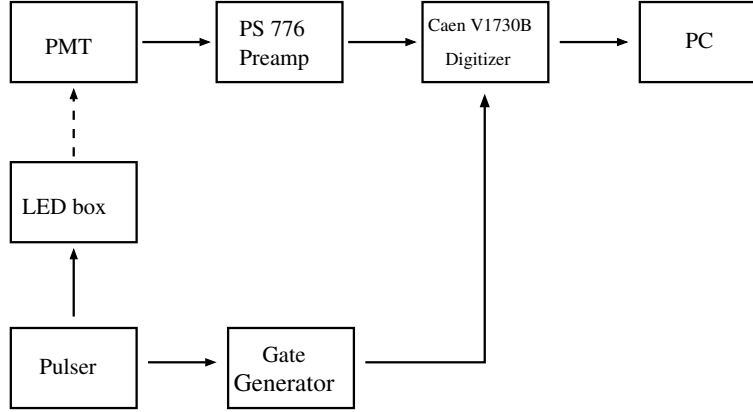 PMT
PS 776
Preamp
Caen V1730B
Digitizer
PC
LED box
Pulser
Gate
Generator